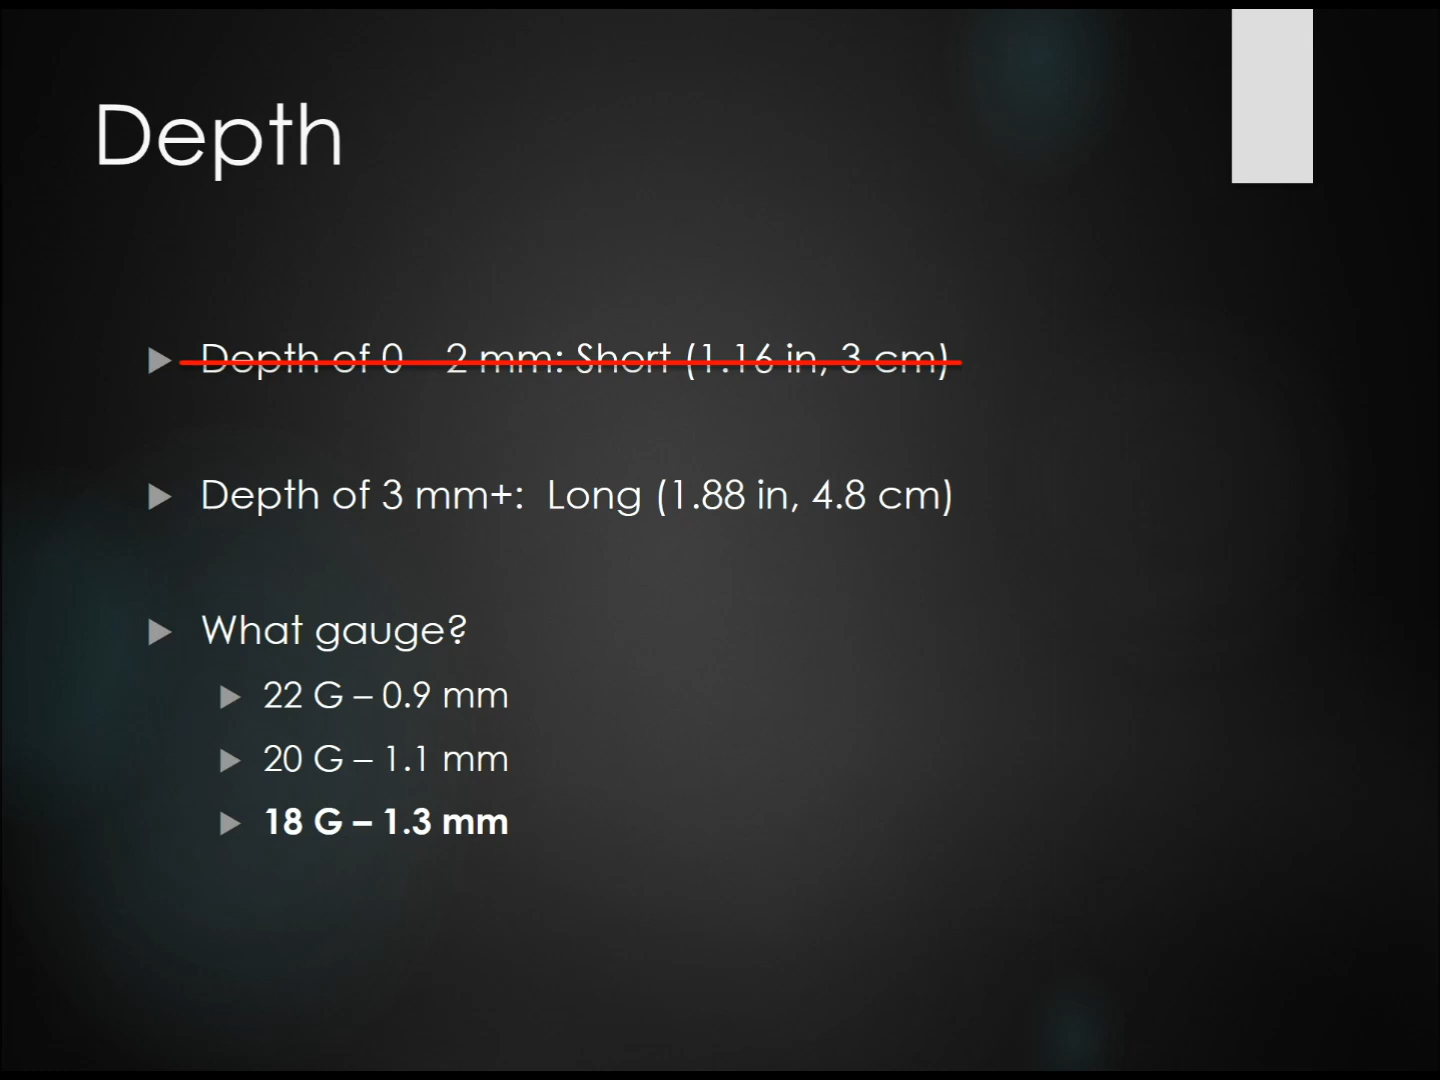 Depth
Depth of 0 – 2 mm: Short (1.16 in, 3 cm)
Depth of 3 mm+: Long (1.88 in, 4.8 cm)
What gauge?
22 G – 0.9 mm
20 G – 1.1 mm
18 G – 1.3 mm